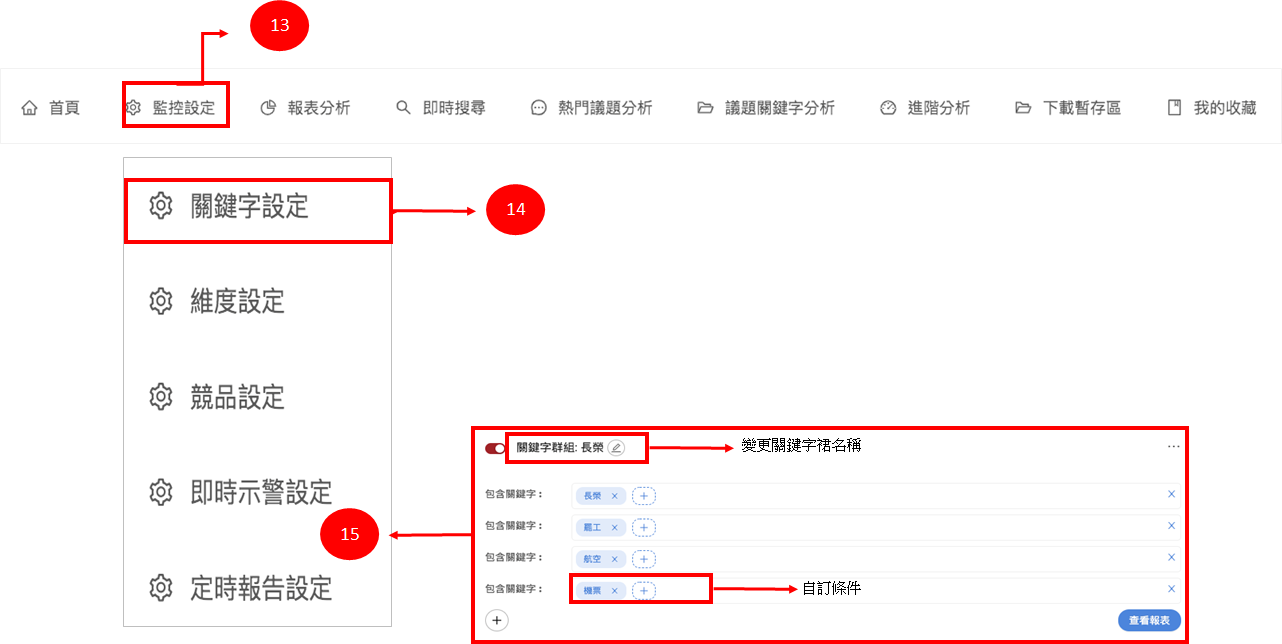 13
首頁 監控設定 報表分析 即時搜尋 熱門議題分析 議題關鍵字分析 進階分析 下載暫存區 我的收藏
關鍵字設定
14
維度設定
競品設定
即時示警設定
15
定時報告設定
關鍵字群組: 長榮
變更關鍵字裙名稱
包含關鍵字： 長榮 × +
包含關鍵字： 罷工 × +
包含關鍵字： 航空 × +
包含關鍵字： 機票 × +
自訂條件
查看報表